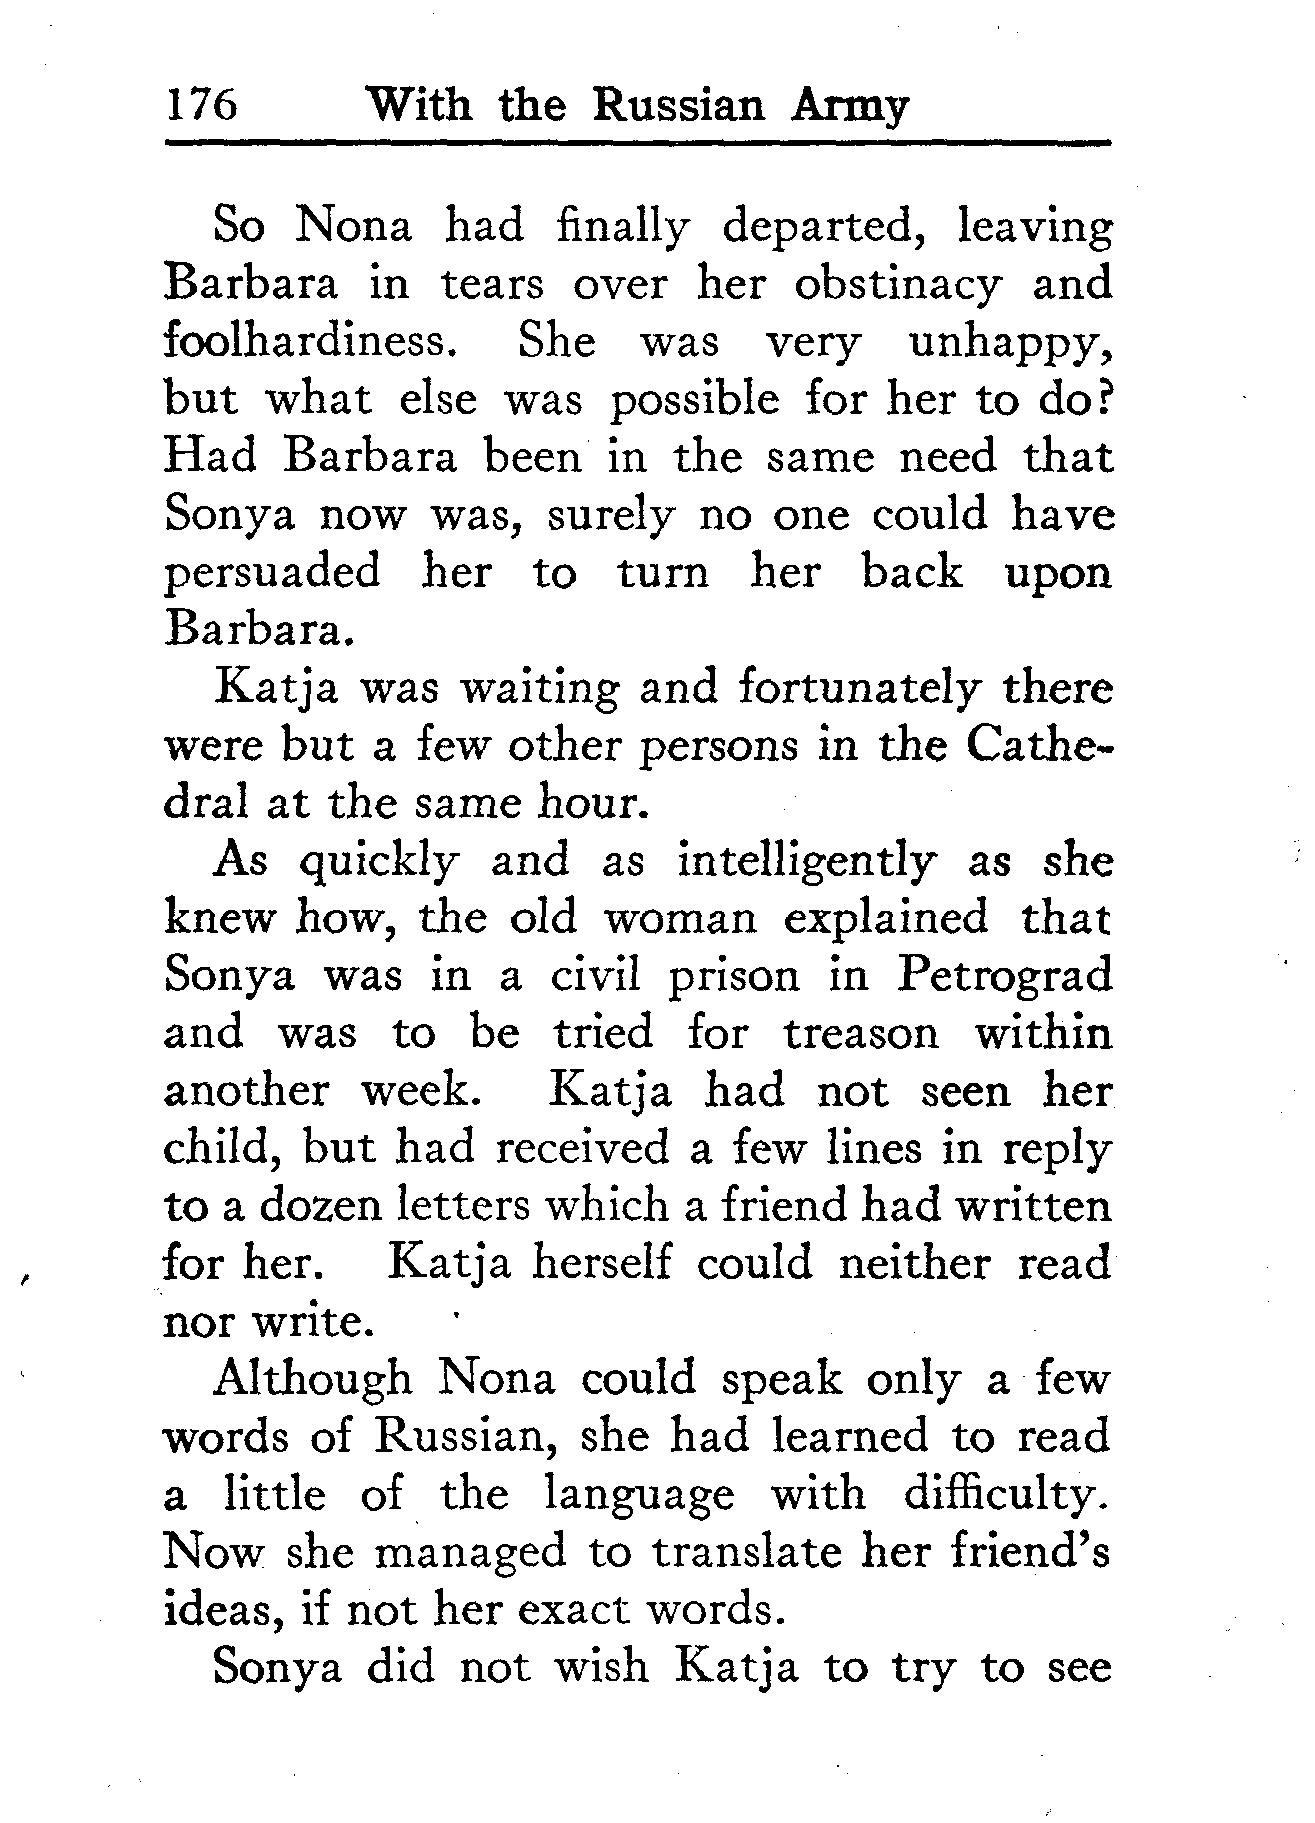 176 With the Russian Army
So Nona had finally departed, leaving
Barbara in tears over her obstinacy and
foolhardiness. She was very unhappy,
but what else was possible for her to do?
Had Barbara been in the same need that
Sonya now was, surely no one could have
persuaded her to turn her back upon
Barbara.
Katja was waiting and fortunately there
were but a few other persons in the Cathe-
dral at the same hour.
As quickly and as intelligently as she
knew how, the old woman explained that
Sonya was in a civil prison in Petrograd
and was to be tried for treason within
another week. Katja had not seen her
child, but had received a few lines in reply
to a dozen letters which a friend had written
for her. Katja herself could neither read
nor write.
Although Nona could speak only a few
words of Russian, she had learned to read
a little of the language with difficulty.
Now she managed to translate her friend's
ideas, if not her exact words.
Sonya did not wish Katja to try to see